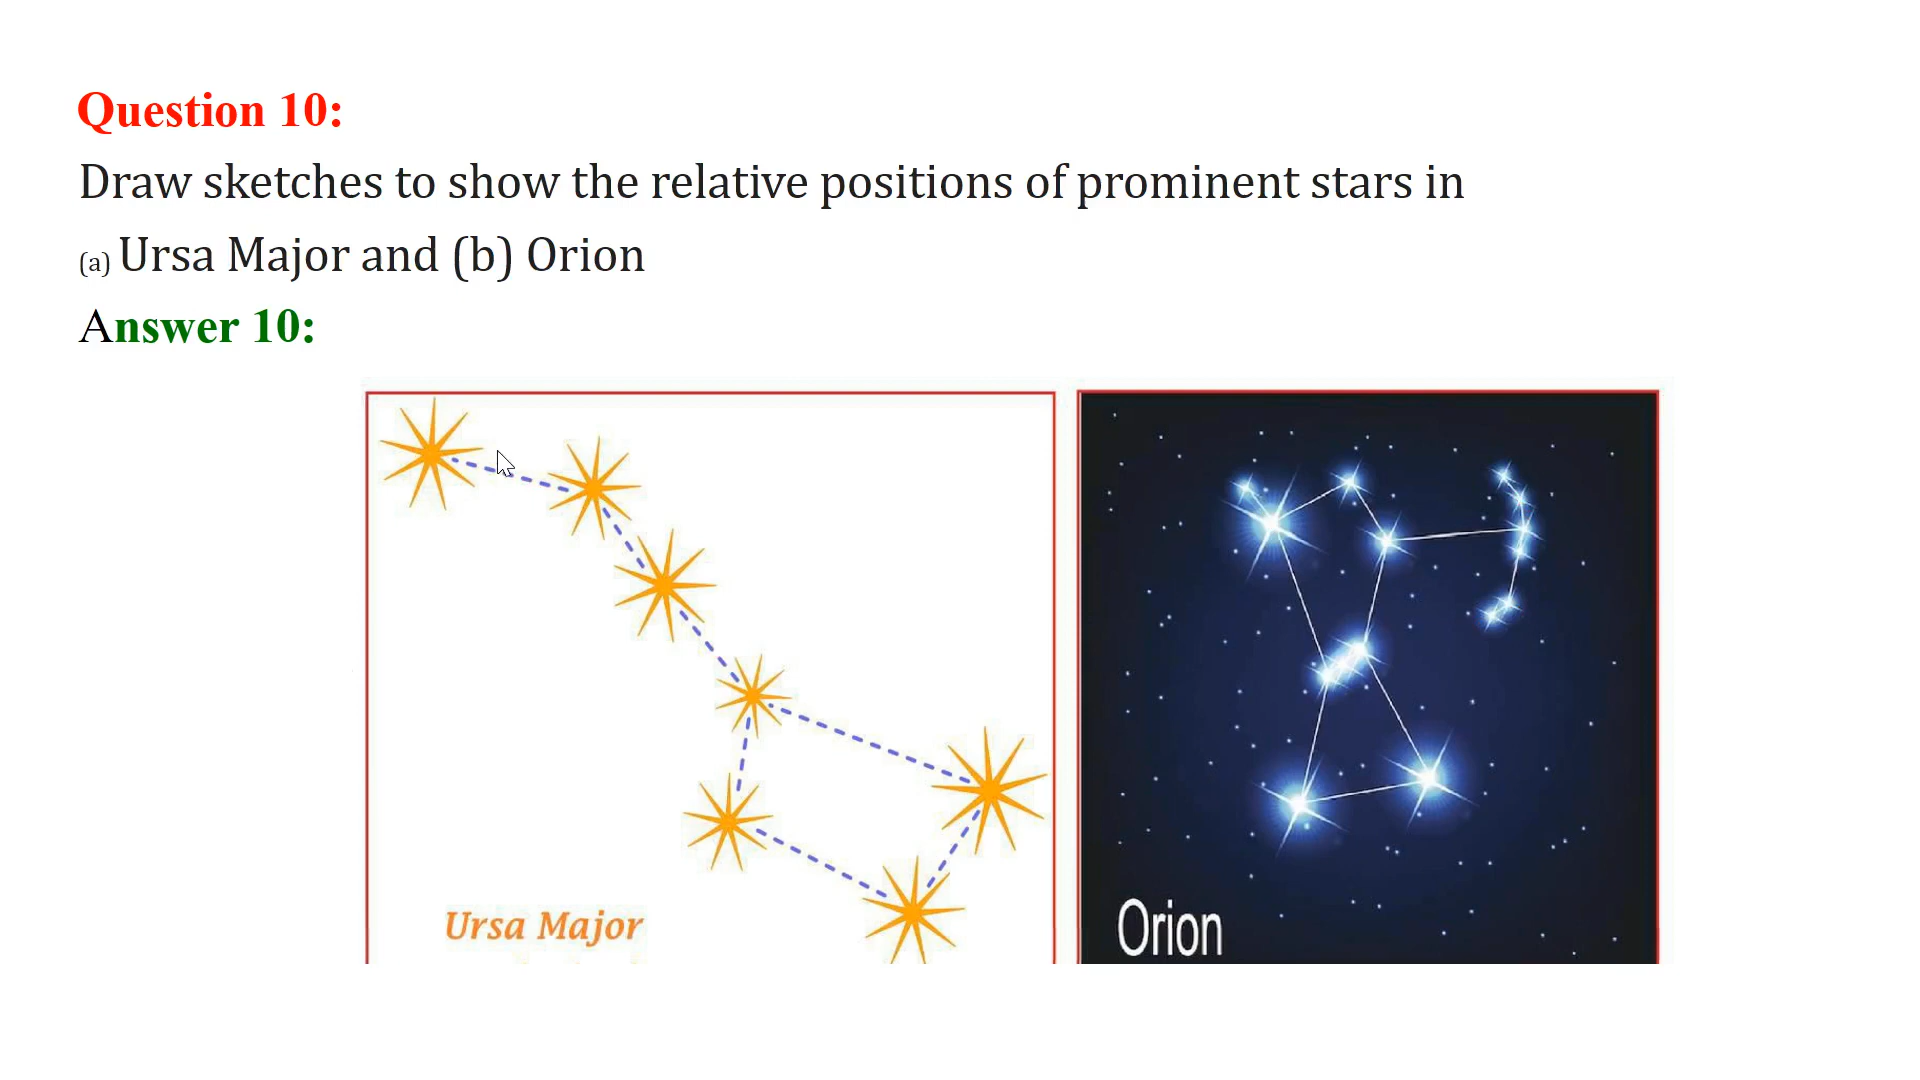 Question 10:
Draw sketches to show the relative positions of prominent stars in
(a) Ursa Major and (b) Orion
Answer 10:
Ursa Major
Orion